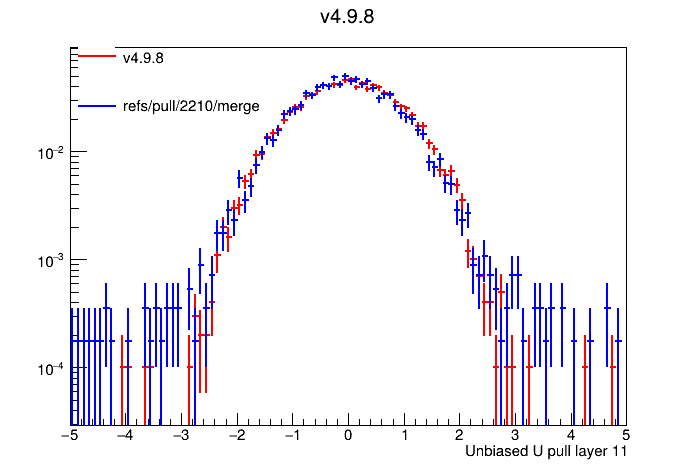 v4.9.8
v4.9.8
refs/pull/2210/merge
10−2
10−3
10−4
−5 −4 −3 −2 −1 0 1 2 3 4 5
Unbiased U pull layer 11